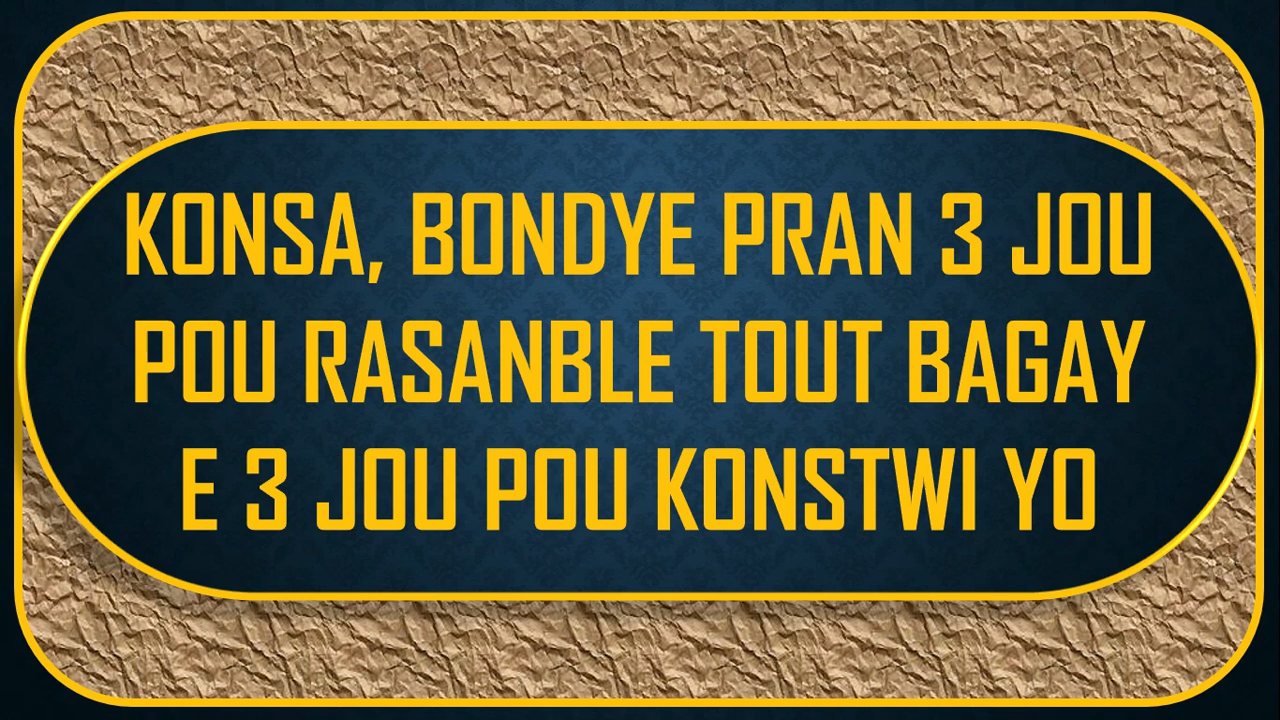 KONSA, BONDYE PRAN 3 JOU
POU RASANBLE TOUT BAGAY
E 3 JOU POU KONSTWI YO